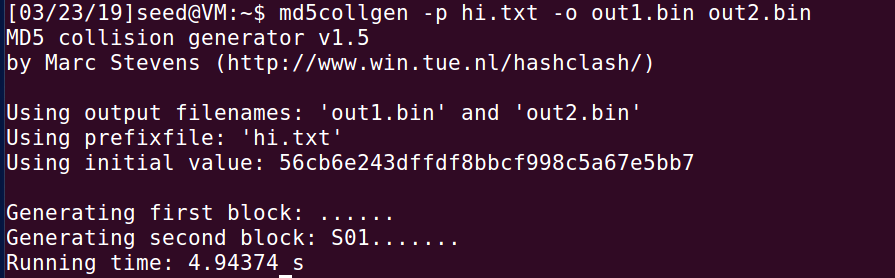 [03/23/19]seed@VM:~$ md5collgen -p hi.txt -o out1.bin out2.bin
MD5 collision generator v1.5
by Marc Stevens (http://www.win.tue.nl/hashclash/)
Using output filenames: 'out1.bin' and 'out2.bin'
Using prefixfile: 'hi.txt'
Using initial value: 56cb6e243dffdf8bbcf998c5a67e5bb7
Generating first block: ......
Generating second block: S01.......
Running time: 4.94374 s